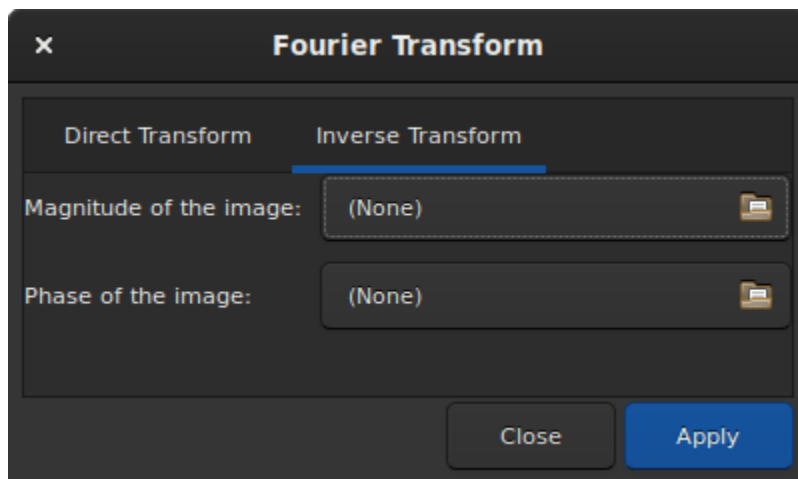 Fourier Transform
Direct Transform Inverse Transform
Magnitude of the image: (None)
Phase of the image: (None)
Close Apply